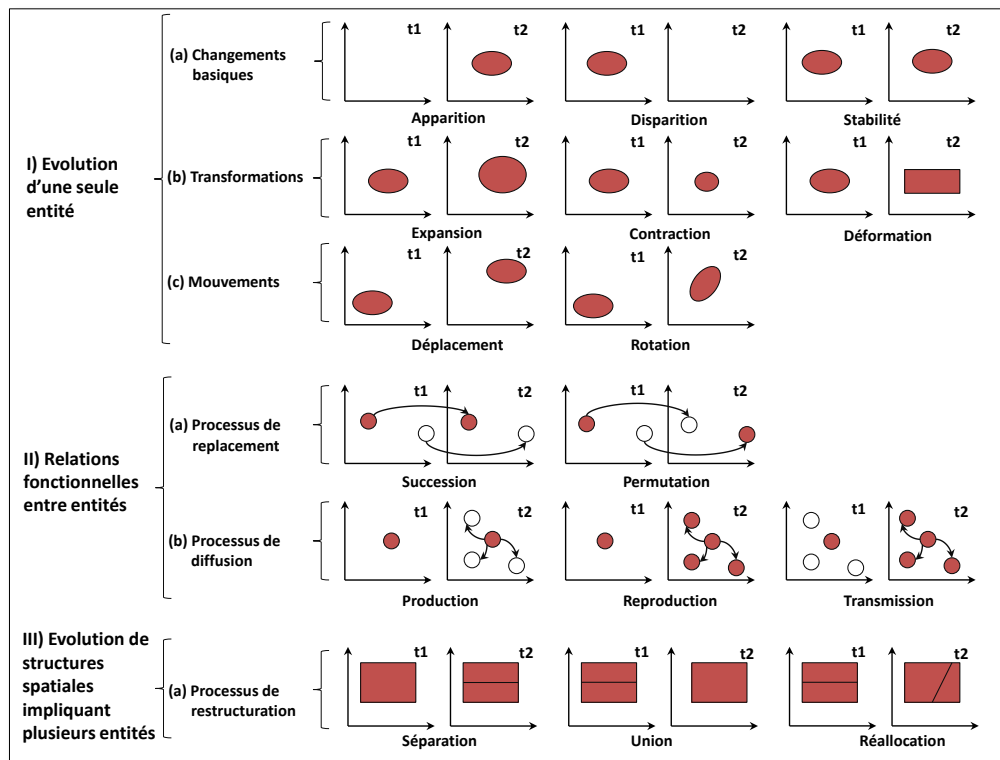 I) Evolution
d'une seule
entité
(a) Changements
basiques
t1 t2 t1 t2 t1 t2
Apparition Disparition Stabilité
(b) Transformations
t1 t2 t1 t2 t1 t2
Expansion Contraction Déformation
(c) Mouvements
t1 t2 t1 t2
Déplacement Rotation
II) Relations
fonctionnelles
entre entités
(a) Processus de
replacement
t1 t2 t1 t2
Succession Permutation
(b) Processus de
diffusion
t1 t2 t1 t2 t1 t2
Production Reproduction Transmission
III) Evolution de
structures
spatiales
impliquant
plusieurs entités
(a) Processus de
restructuration
t1 t2 t1 t2 t1 t2
Séparation Union Réallocation